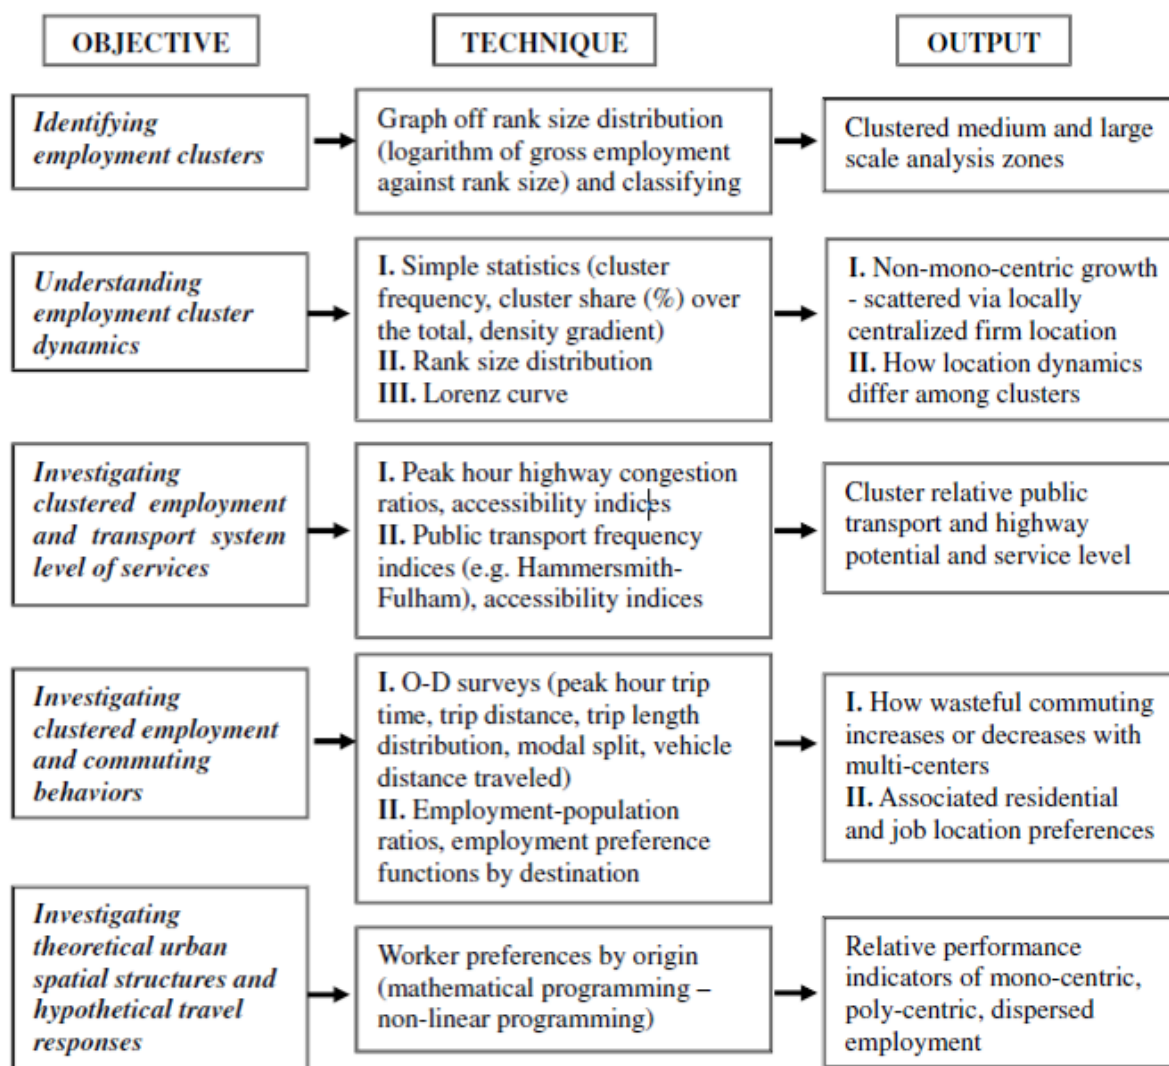 OBJECTIVE
TECHNIQUE
OUTPUT
Identifying
employment clusters
Graph off rank size distribution
(logarithm of gross employment
against rank size) and classifying
Clustered medium and large
scale analysis zones
Understanding
employment cluster
dynamics
I. Simple statistics (cluster
frequency, cluster share (%) over
the total, density gradient)
II. Rank size distribution
III. Lorenz curve
I. Non-mono-centric growth
- scattered via locally
centralized firm location
II. How location dynamics
differ among clusters
Investigating
clustered employment
and transport system
level of services
I. Peak hour highway congestion
ratios, accessibility indices
II. Public transport frequency
indices (e.g. Hammersmith-
Fulham), accessibility indices
Cluster relative public
transport and highway
potential and service level
Investigating
clustered employment
and commuting
behaviors
I. O-D surveys (peak hour trip
time, trip distance, trip length
distribution, modal split, vehicle
distance traveled)
II. Employment-population
ratios, employment preference
functions by destination
I. How wasteful commuting
increases or decreases with
multi-centers
II. Associated residential
and job location preferences
Investigating
theoretical urban
spatial structures and
hypothetical travel
responses
Worker preferences by origin
(mathematical programming –
non-linear programming)
Relative performance
indicators of mono-centric,
poly-centric, dispersed
employment